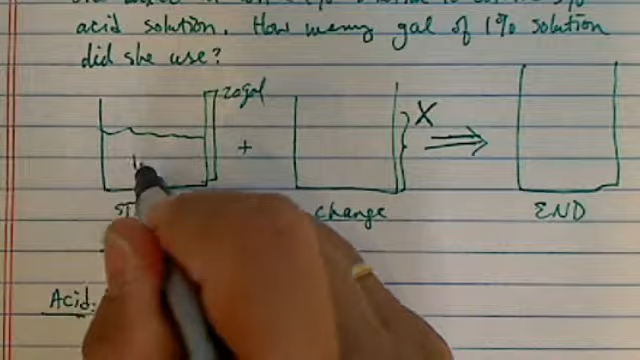 acid solution. How many gal of 1% solution
did she use?
20gal
+
X
ST
change
END
Acid: